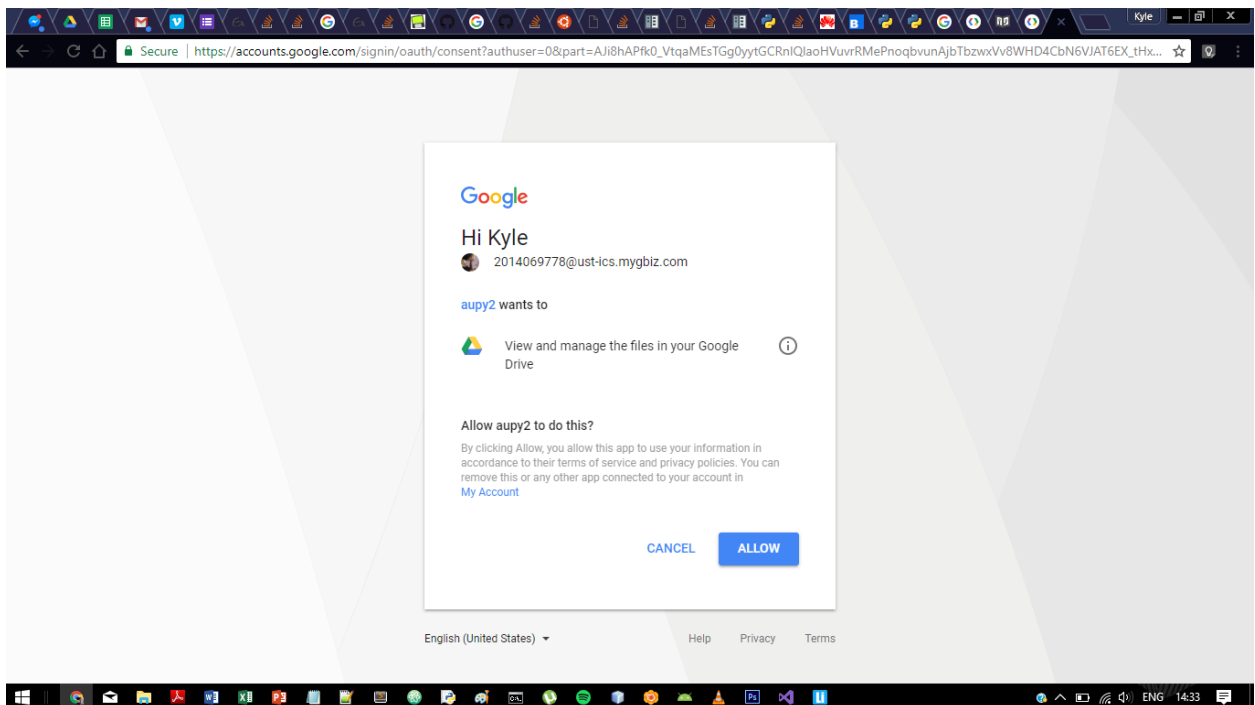 Kyle
Secure | https://accounts.google.com/signin/oauth/consent?authuser=0&part=AJi8hAPfk0_VtqaMEsTGg0yytGCRnIQlaoHVuvrRMePnoqbvunAjbTbzwxVv8WHD4CbN6VJAT6EX_tHx...
Google
Hi Kyle
2014069778@ust-ics.mygbiz.com
aupy2 wants to
View and manage the files in your Google
Drive
Allow aupy2 to do this?
By clicking Allow, you allow this app to use your information in
accordance to their terms of service and privacy policies. You can
remove this or any other app connected to your account in
My Account
CANCEL ALLOW
English (United States) Help Privacy Terms
ENG 14:33